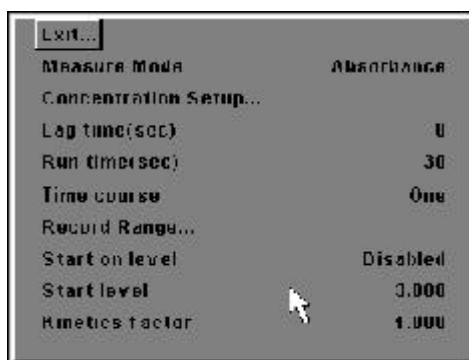 Exit...
Measure Mode Absorbance
Concentration Setup...
Lag time(sec) 0
Run time(sec) 30
Time course One
Record Range...
Start on level Disabled
Start level 3.000
Kinetics factor 1.000